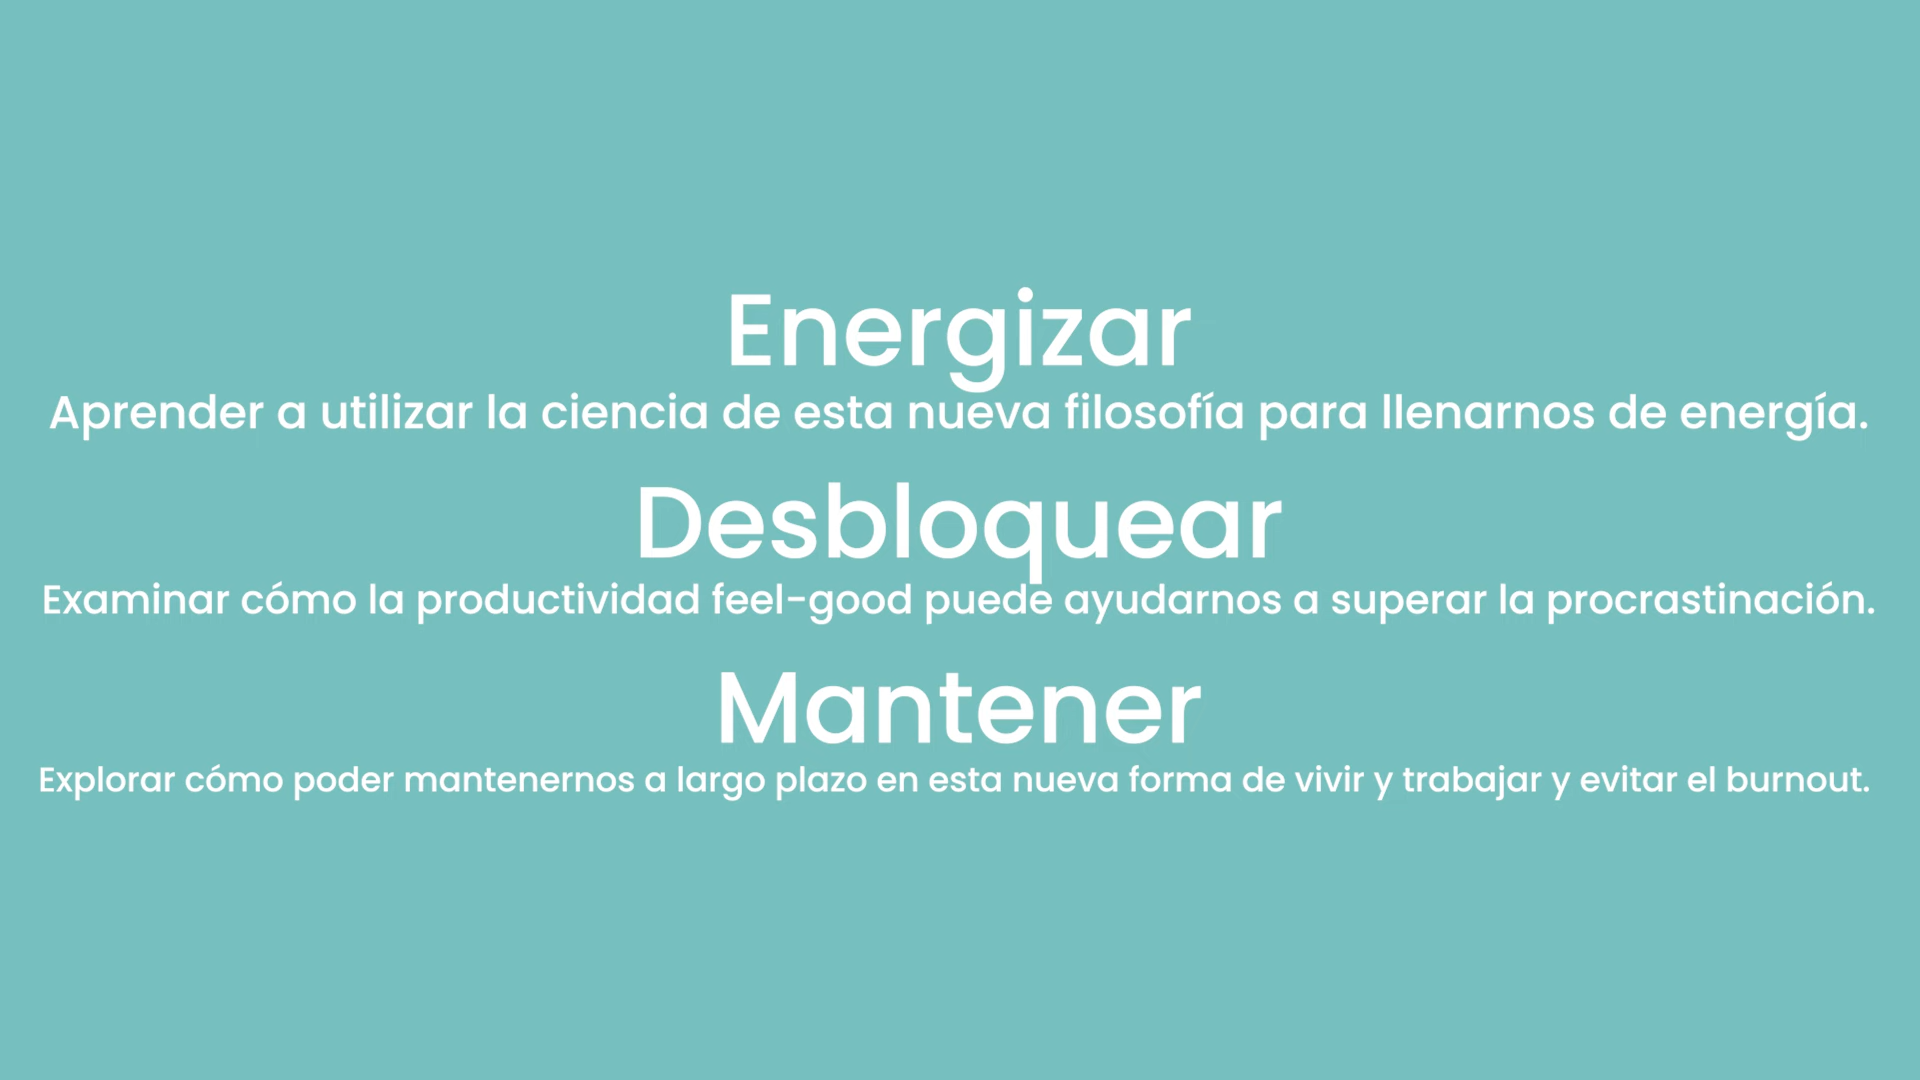 Energizar
Aprender a utilizar la ciencia de esta nueva filosofía para llenarnos de energía.
Desbloquear
Examinar cómo la productividad feel-good puede ayudarnos a superar la procrastinación.
Mantener
Explorar cómo poder mantenernos a largo plazo en esta nueva forma de vivir y trabajar y evitar el burnout.